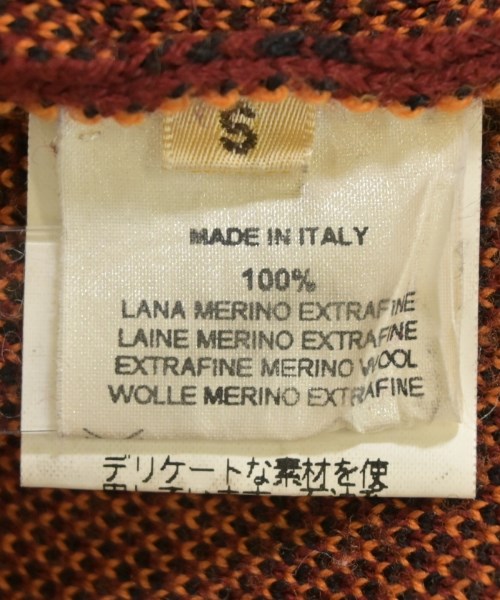 S
MADE IN ITALY
100%
LANA MERINO EXTRAFINE
LAINE MERINO EXTRAFINE
EXTRAFINE MERINO WOOL
WOLLE MERINO EXTRAFINE
デリケートな素材を使